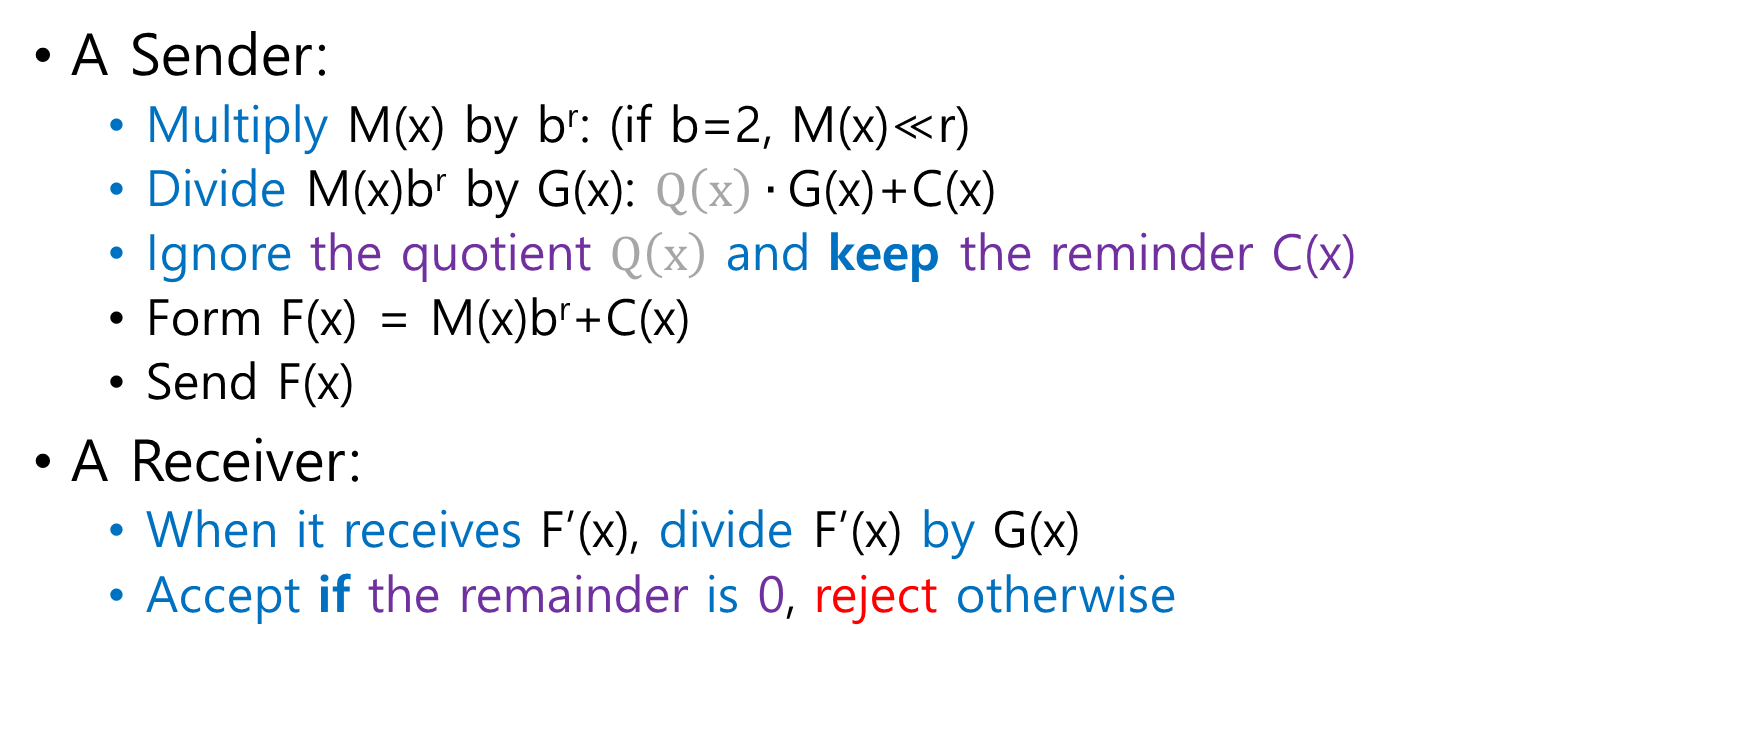 • A Sender:
• Multiply M(x) by bʳ: (if b=2, M(x)≪r)
• Divide M(x)bʳ by G(x): Q(x) · G(x)+C(x)
• Ignore the quotient Q(x) and keep the reminder C(x)
• Form F(x) = M(x)bʳ+C(x)
• Send F(x)
• A Receiver:
• When it receives F’(x), divide F’(x) by G(x)
• Accept if the remainder is 0, reject otherwise